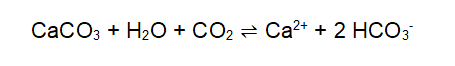 CaCO₃ + H₂O + CO₂ ⇌ Ca²⁺ + 2 HCO₃⁻